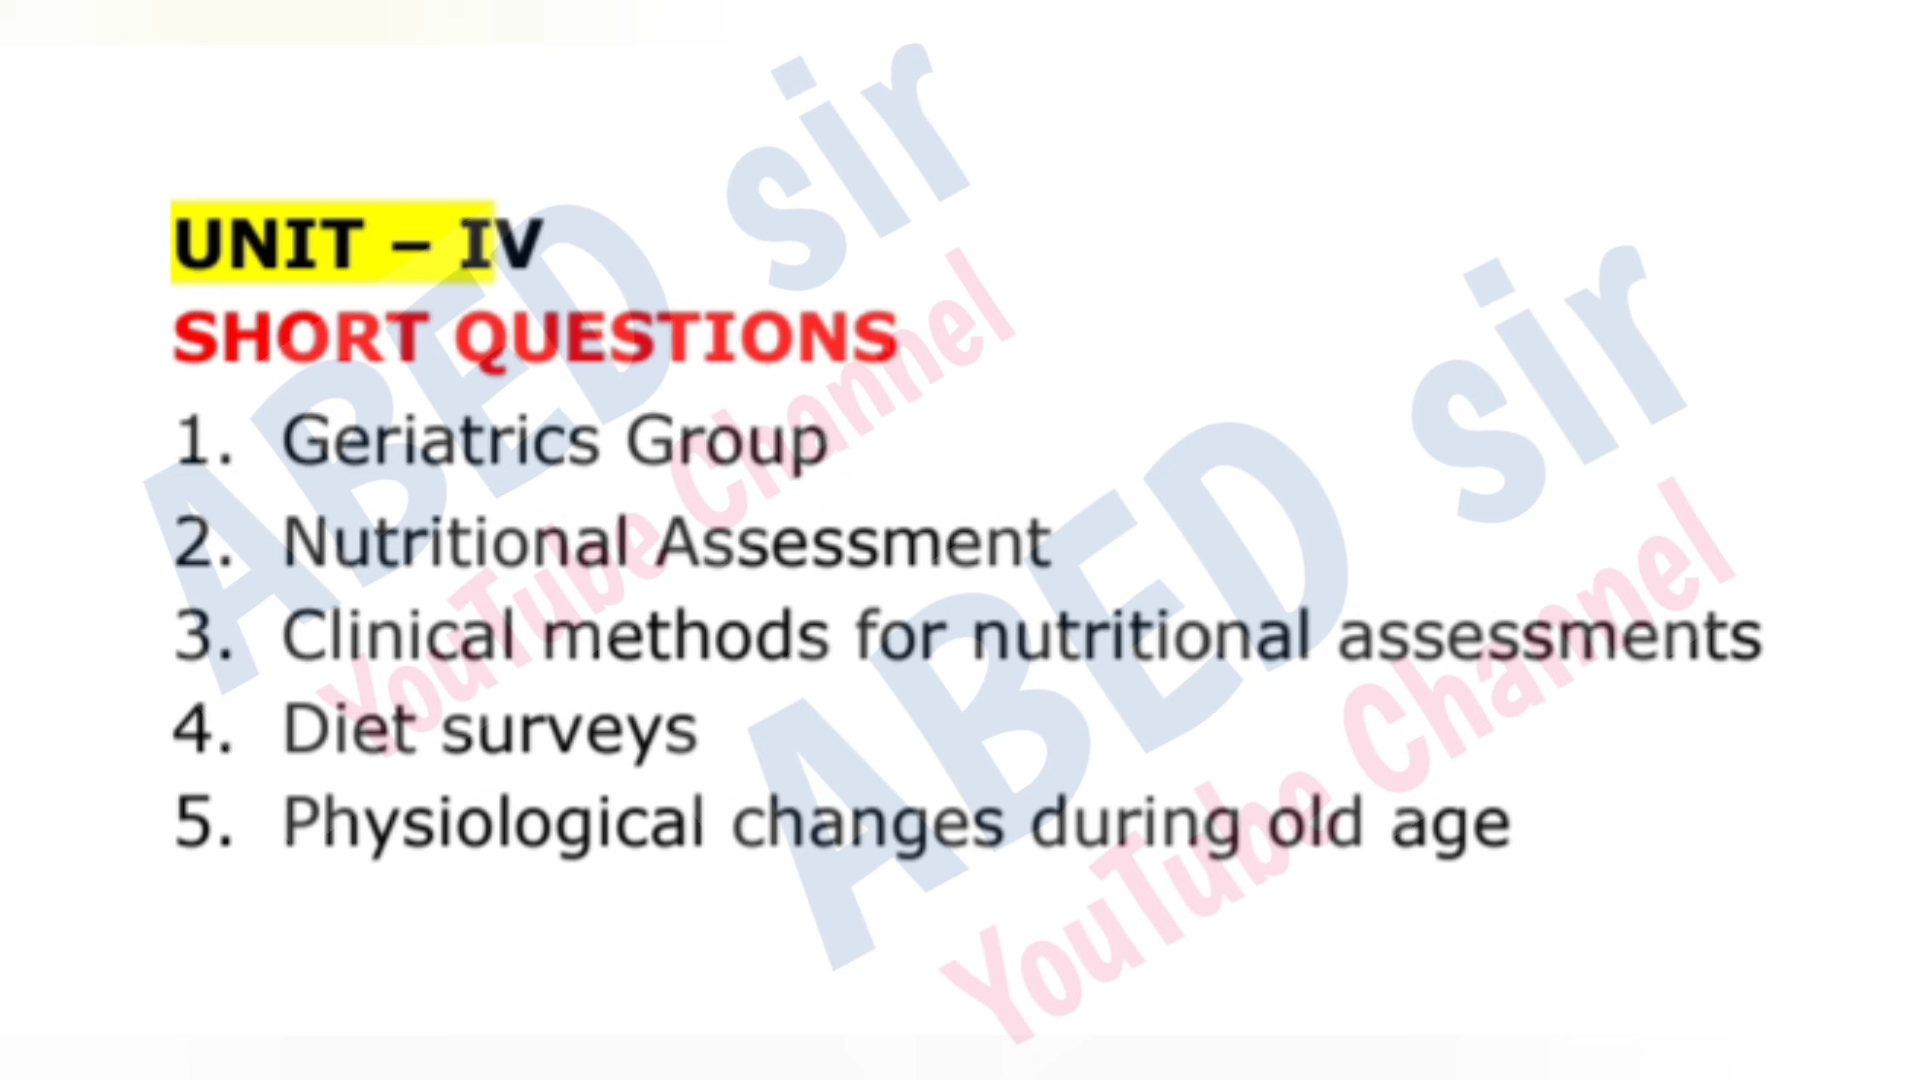 UNIT – IV
SHORT QUESTIONS
1. Geriatrics Group
2. Nutritional Assessment
3. Clinical methods for nutritional assessments
4. Diet surveys
5. Physiological changes during old age
ABED sir
YouTube Channel
ABED sir
YouTube Channel